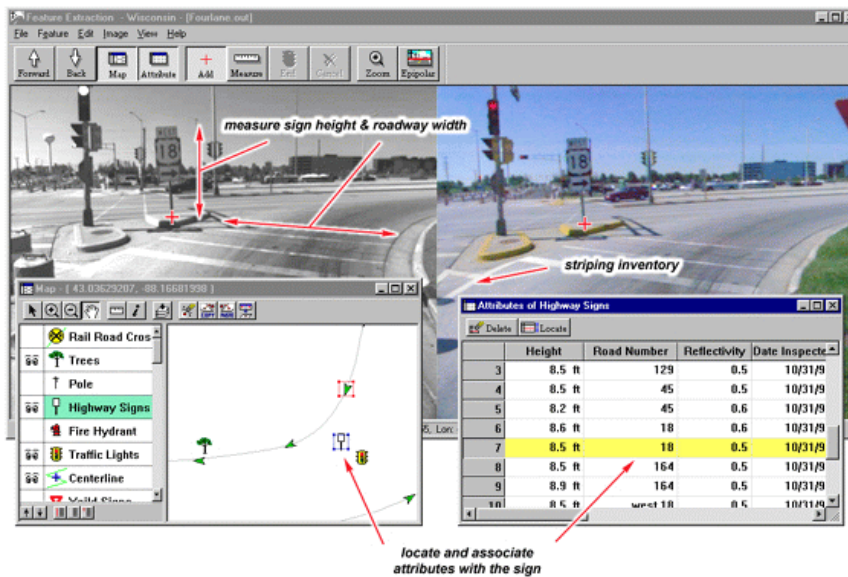 Feature Extraction - Wisconsin - [Fourlane.out]
File Feature Edit Image View Help
Forward Back Map Attribute Add Measure End Cancel Zoom Epipolar
measure sign height & roadway width
WEST
18
WEST
18
striping inventory
Map - ( 43.03629207, -88.16681998 )
Rail Road Cros
Trees
Pole
Highway Signs
Fire Hydrant
Traffic Lights
Centerline
Yeild Signs
Attributes of Highway Signs
Delete Locate
Height Road Number Reflectivity Date Inspecte
3 8.5 ft 129 0.5 10/31/9
4 8.5 ft 45 0.5 10/31/9
5 8.2 ft 45 0.6 10/31/9
6 8.6 ft 18 0.6 10/31/9
7 8.5 ft 18 0.5 10/31/9
8 8.5 ft 164 0.5 10/31/9
9 8.9 ft 164 0.5 10/31/9
10 8.5 ft west 18 0.5 10/31/9
locate and associate
attributes with the sign